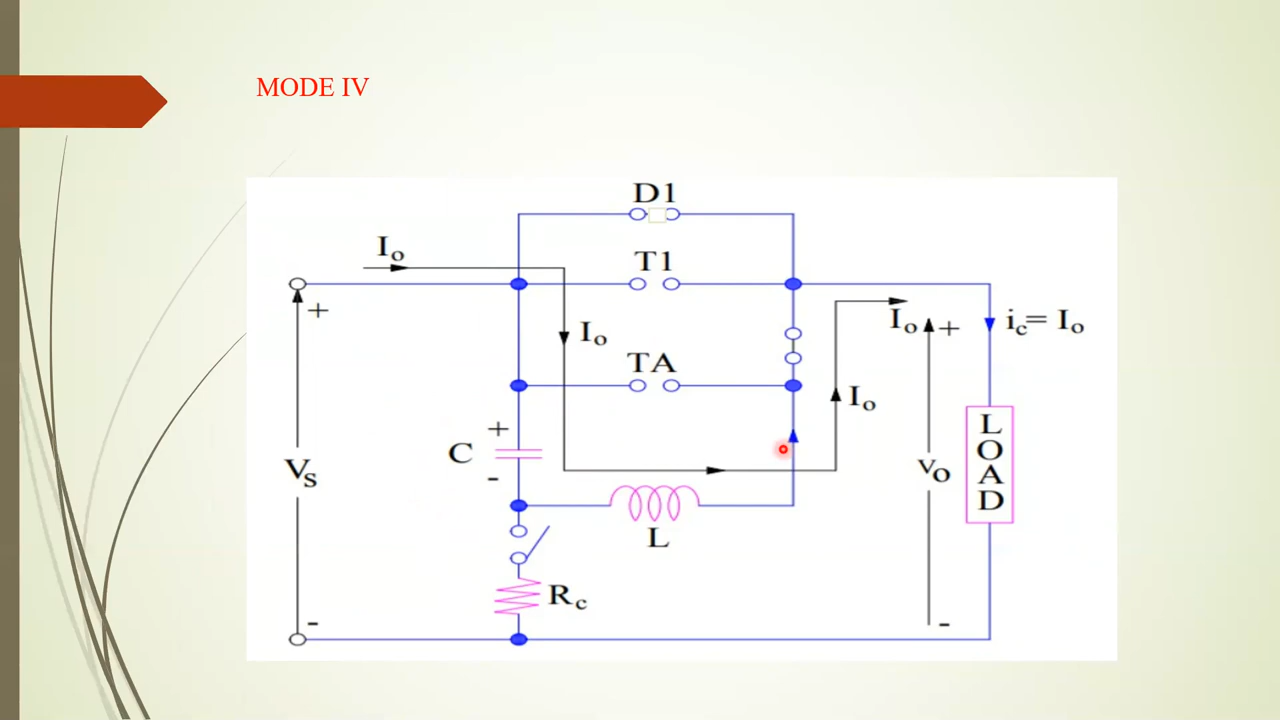 MODE IV
D1
Io
T1
+
Io
Io + ic= Io
TA
Io
+
C
-
Vs
vo
LOAD
L
Rc
-
-